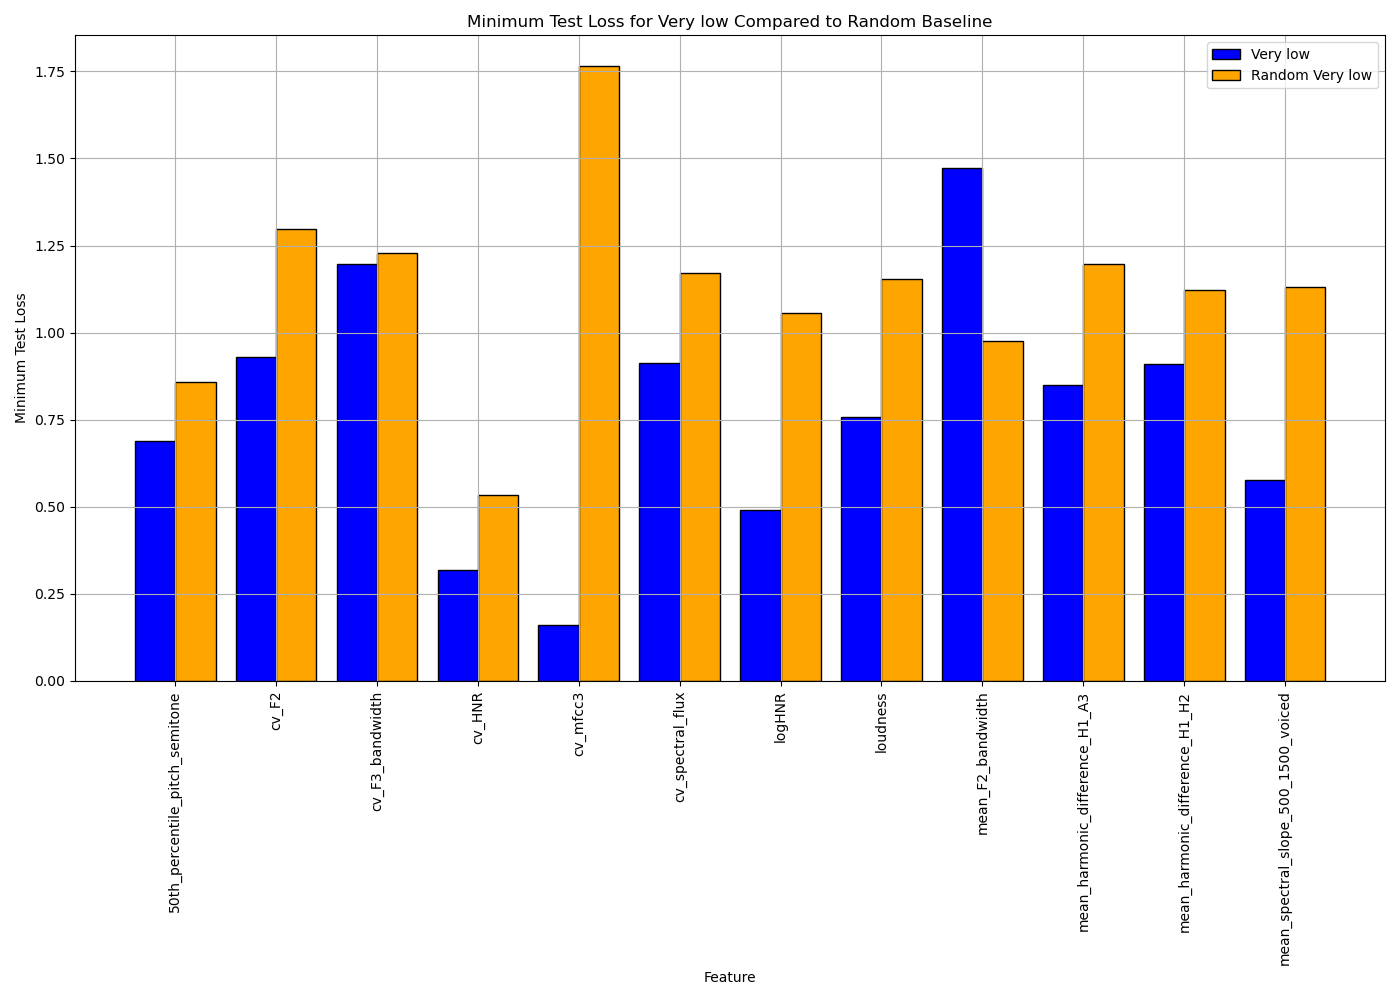 Minimum Test Loss for Very low Compared to Random Baseline
Very low
Random Very low
Minimum Test Loss
1.75
1.50
1.25
1.00
0.75
0.50
0.25
0.00
50th_percentile_pitch_semitone
cv_F2
cv_F3_bandwidth
cv_HNR
cv_mfcc3
cv_spectral_flux
logHNR
loudness
mean_F2_bandwidth
mean_harmonic_difference_H1_A3
mean_harmonic_difference_H1_H2
mean_spectral_slope_500_1500_voiced
Feature